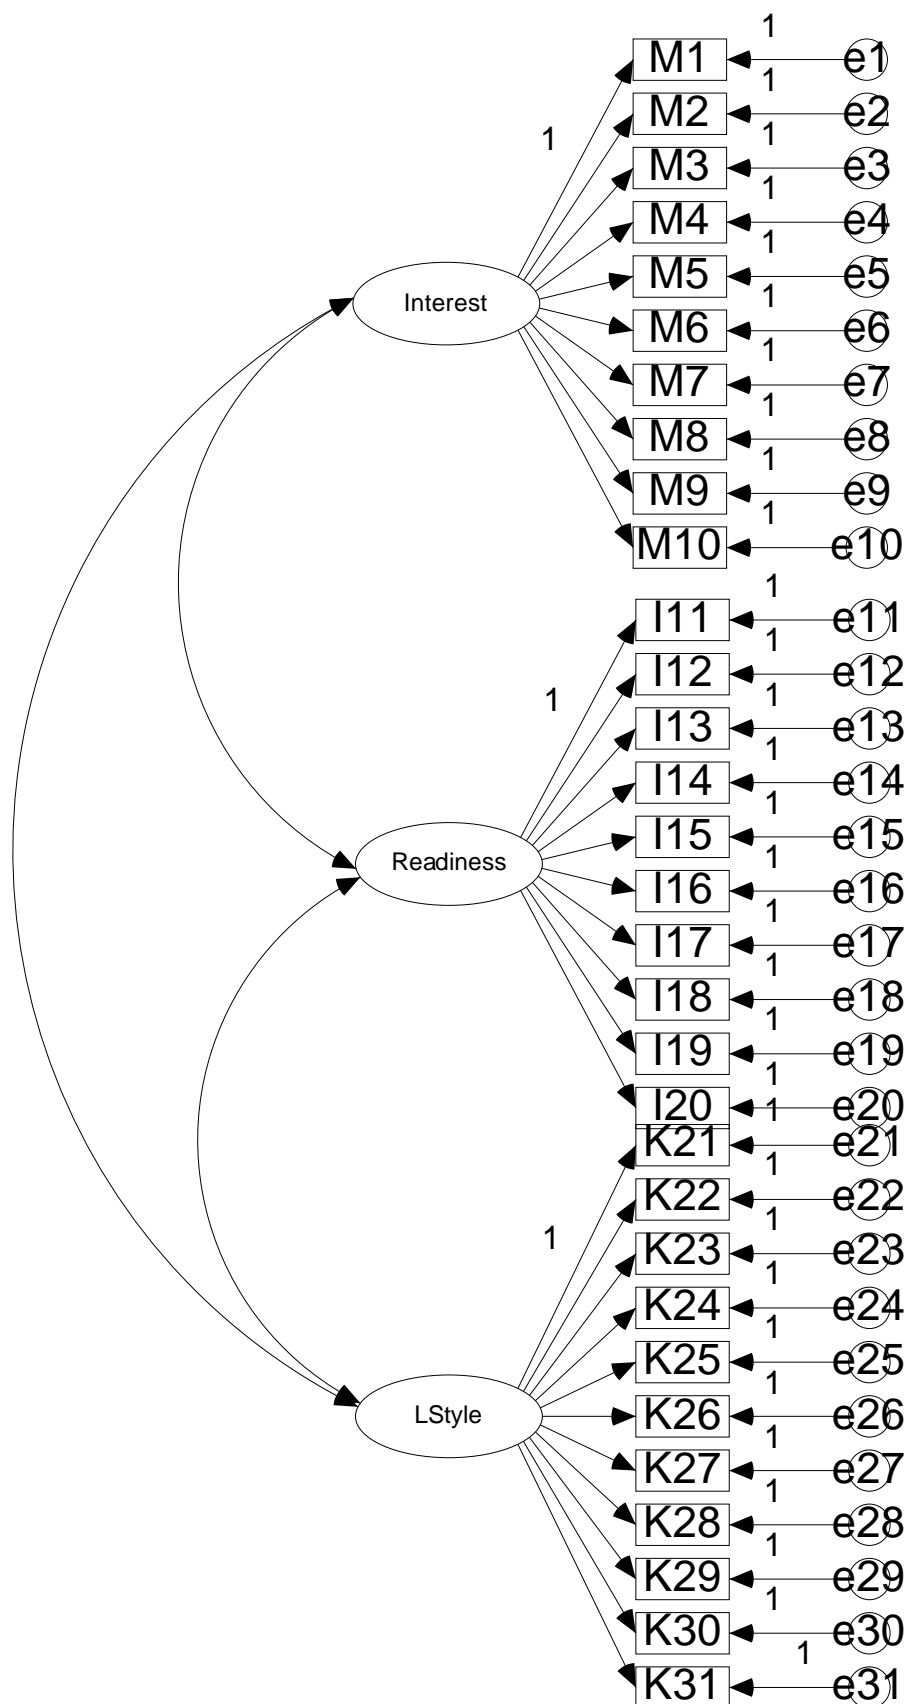 1
M1 e1
1
M2 e2
1
1
M3 e3
1
M4 e4
1
M5 e5
Interest
1
M6 e6
1
M7 e7
1
M8 e8
1
M9 e9
1
M10 e10
1
I11 e11
1
I12 e12
1
1
I13 e13
1
I14 e14
1
I15 e15
Readiness
1
I16 e16
1
I17 e17
1
I18 e18
1
I19 e19
1
I20 1 e20
K21 e21
1
K22 e22
1
1
K23 e23
1
K24 e24
1
K25 e25
1
LStyle
K26 e26
1
K27 e27
1
K28 e28
1
K29 e29
1
K30 e30
1
K31 e31